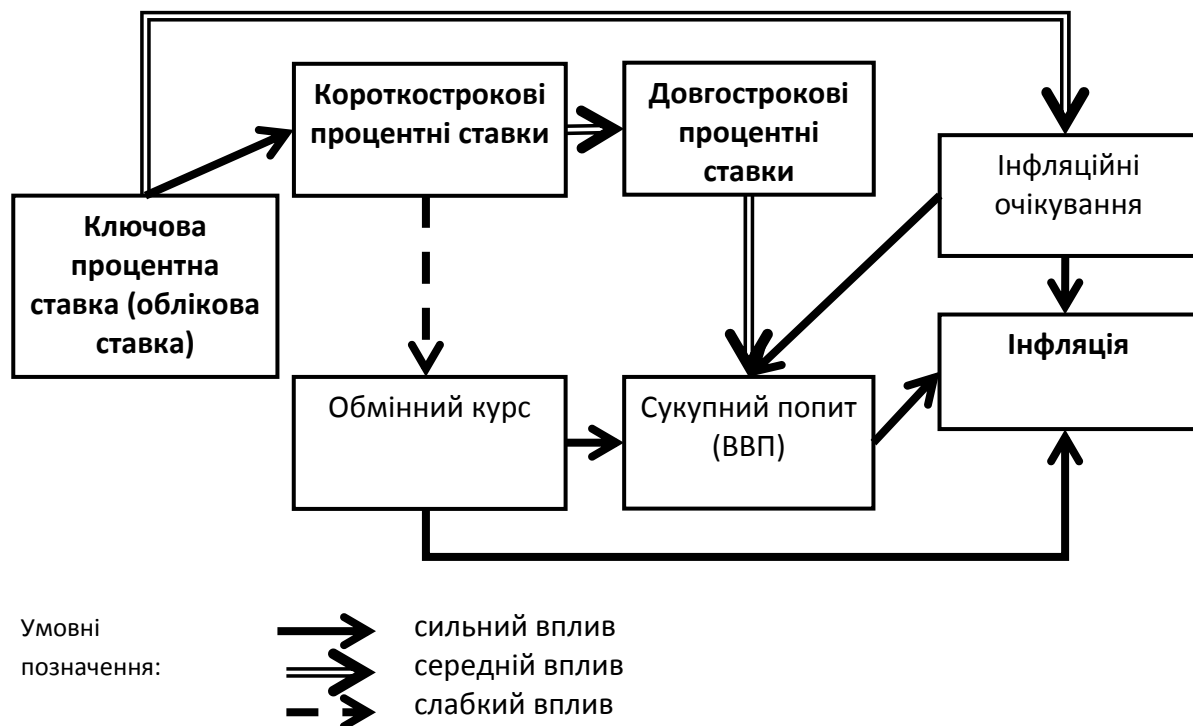 Короткострокові
процентні ставки
Довгострокові
процентні
ставки
Інфляційні
очікування
Ключова
процентна
ставка (облікова
ставка)
Інфляція
Обмінний курс
Сукупний попит
(ВВП)
Умовні
позначення:
сильний вплив
середній вплив
слабкий вплив